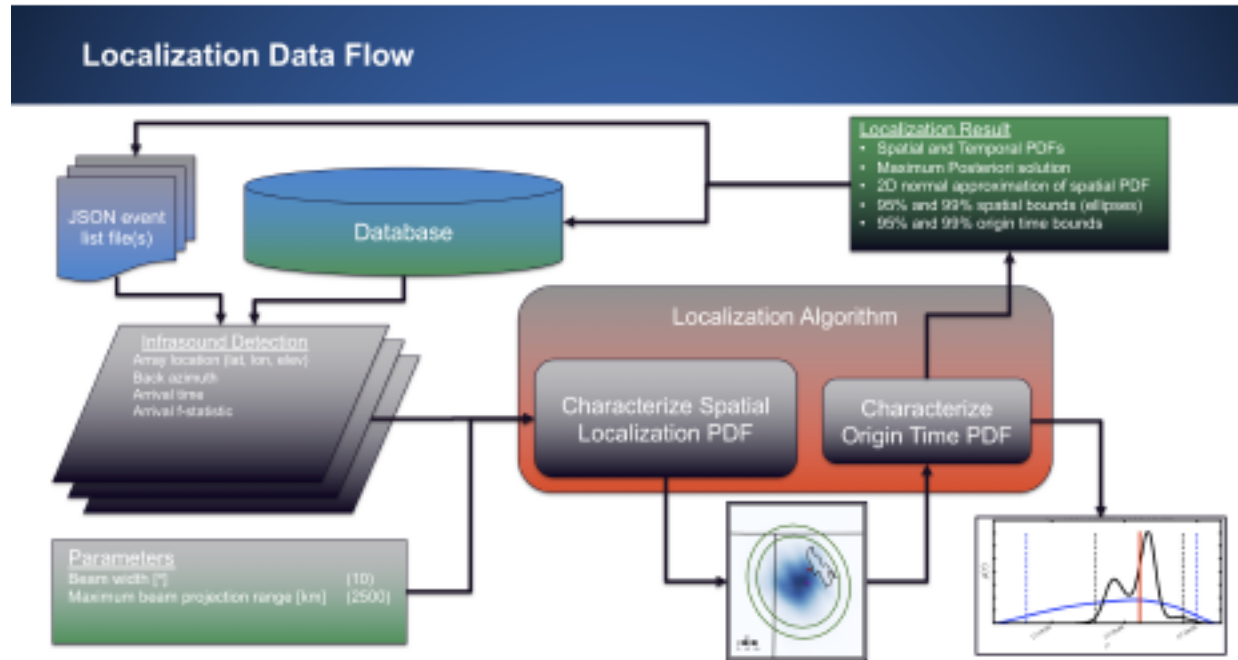 Localization Data Flow
Localization Result
• Spatial and Temporal PDFs
• Maximum Posteriori solution
• 2D normal approximation of spatial PDF
• 95% and 99% spatial bounds (ellipses)
• 95% and 99% origin time bounds
JSON event
list file(s)
Database
Infrasound Detection
Array location (lat, lon, elev)
Back azimuth
Arrival time
Arrival f-statistic
Localization Algorithm
Characterize Spatial
Localization PDF
Characterize
Origin Time PDF
Parameters
Beam width [°] (10)
Maximum beam projection range [km] (2500)